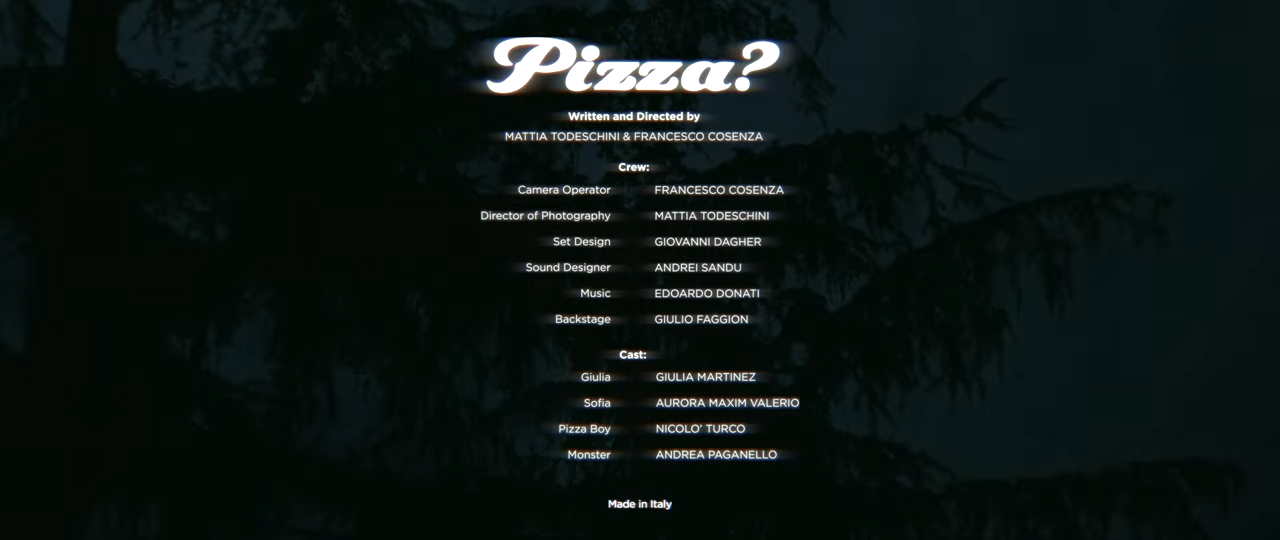 Pizza?
Written and Directed by
MATTIA TODESCHINI & FRANCESCO COSENZA
Crew:
Camera Operator FRANCESCO COSENZA
Director of Photography MATTIA TODESCHINI
Set Design GIOVANNI DAGHER
Sound Designer ANDREI SANDU
Music EDOARDO DONATI
Backstage GIULIO FAGGION
Cast:
Giulia GIULIA MARTINEZ
Sofia AURORA MAXIM VALERIO
Pizza Boy NICOLO' TURCO
Monster ANDREA PAGANELLO
Made in Italy